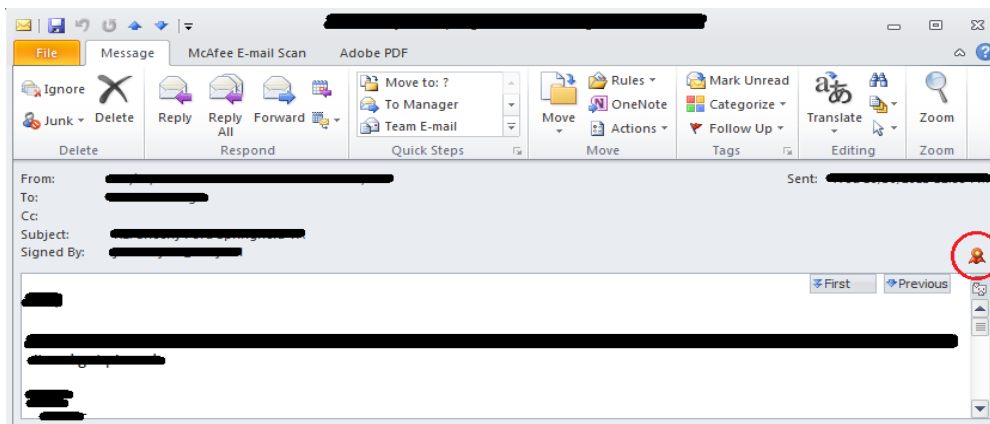 File Message McAfee E-mail Scan Adobe PDF
Ignore
Junk
Delete
Reply
Reply All
Forward
Move to: ?
To Manager
Team E-mail
Move
Rules
OneNote
Actions
Mark Unread
Categorize
Follow Up
Translate
Zoom
Delete Respond Quick Steps Move Tags Editing Zoom
From:
Sent:
To:
Cc:
Subject:
Signed By:
First Previous